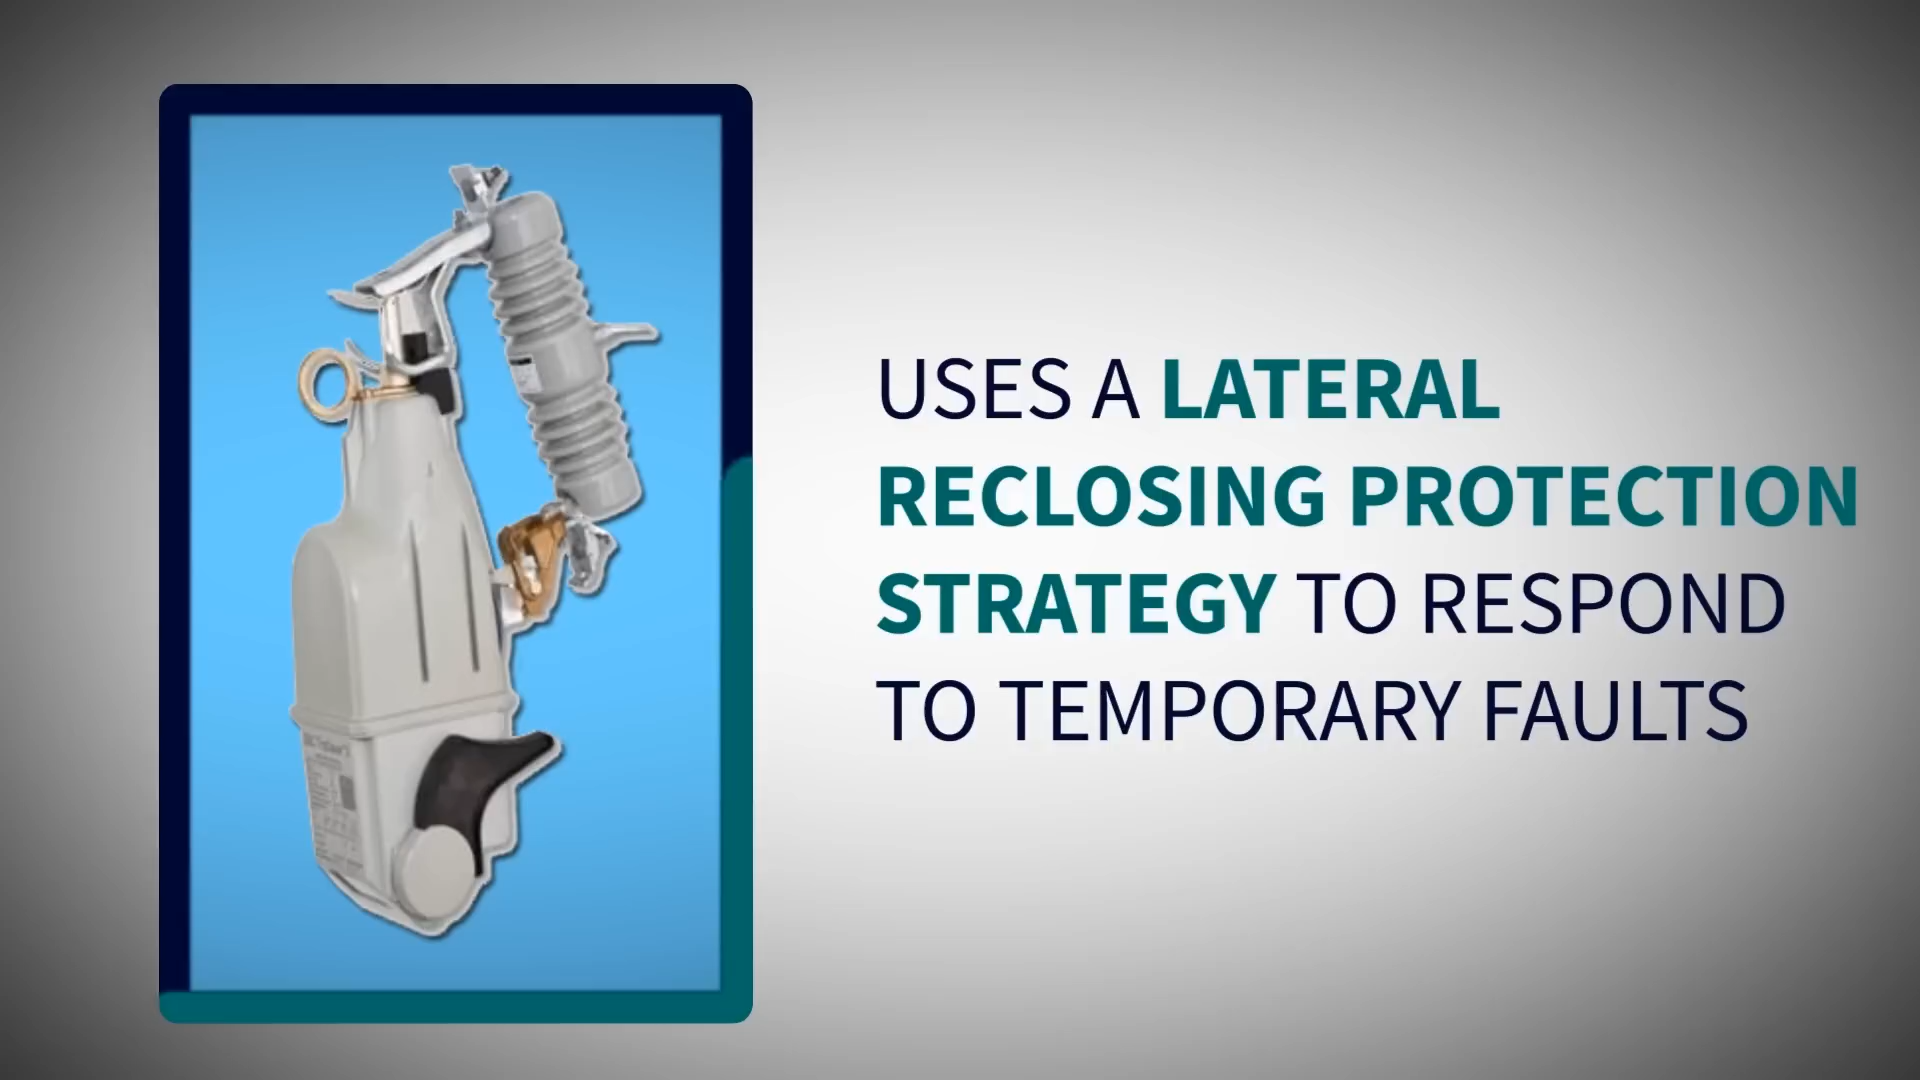 USES A LATERAL
RECLOSING PROTECTION
STRATEGY TO RESPOND
TO TEMPORARY FAULTS